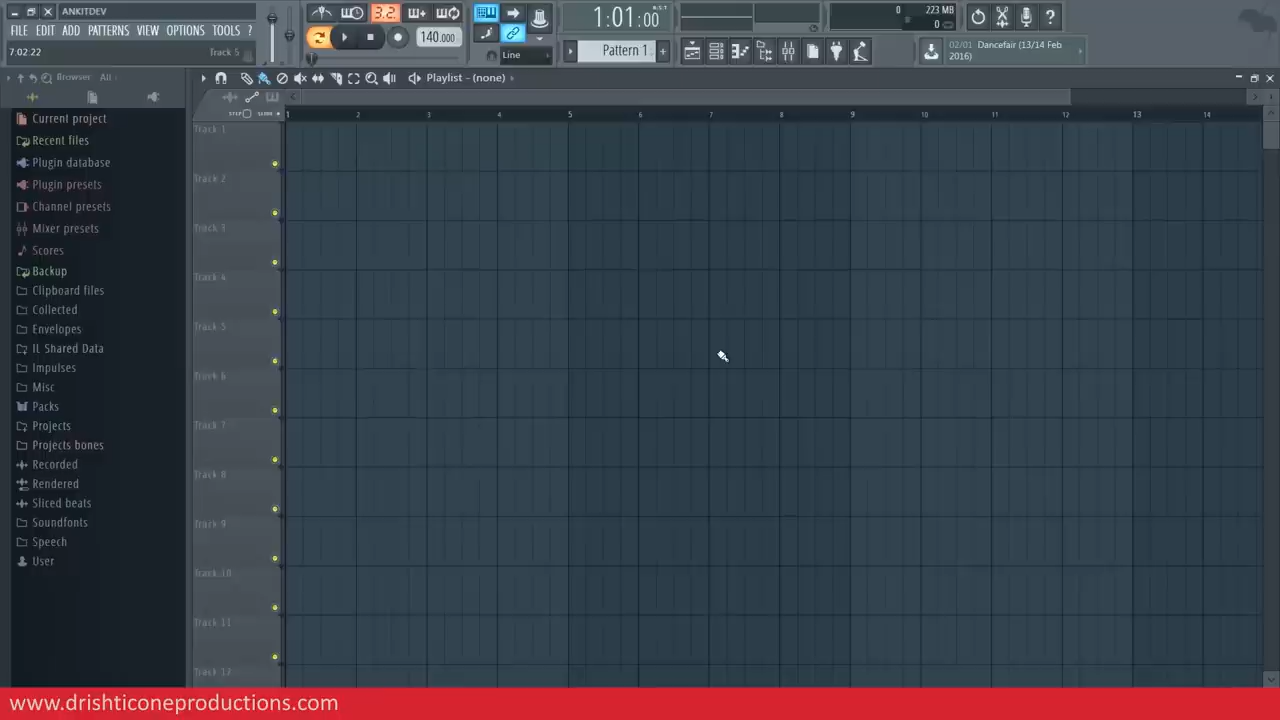 ANKITDEV
FILE EDIT ADD PATTERNS VIEW OPTIONS TOOLS ?
7:02:22
Track 5
3.2
140.000
Line
1:01:00
Pattern 1
+
0
223 MB
0
02/01 Dancefair (13/14 Feb
2016)
Browser
All
Playlist - (none)
Current project
Recent files
Plugin database
Plugin presets
Channel presets
Mixer presets
Scores
Backup
Clipboard files
Collected
Envelopes
IL Shared Data
Impulses
Misc
Packs
Projects
Projects bones
Recorded
Rendered
Sliced beats
Soundfonts
Speech
User
1 2 3 4 5 6 7 8 9 10 11 12 13 14
Track 1
Track 2
Track 3
Track 4
Track 5
Track 6
Track 7
Track 8
Track 9
Track 10
Track 11
Track 12
www.drishticoneproductions.com